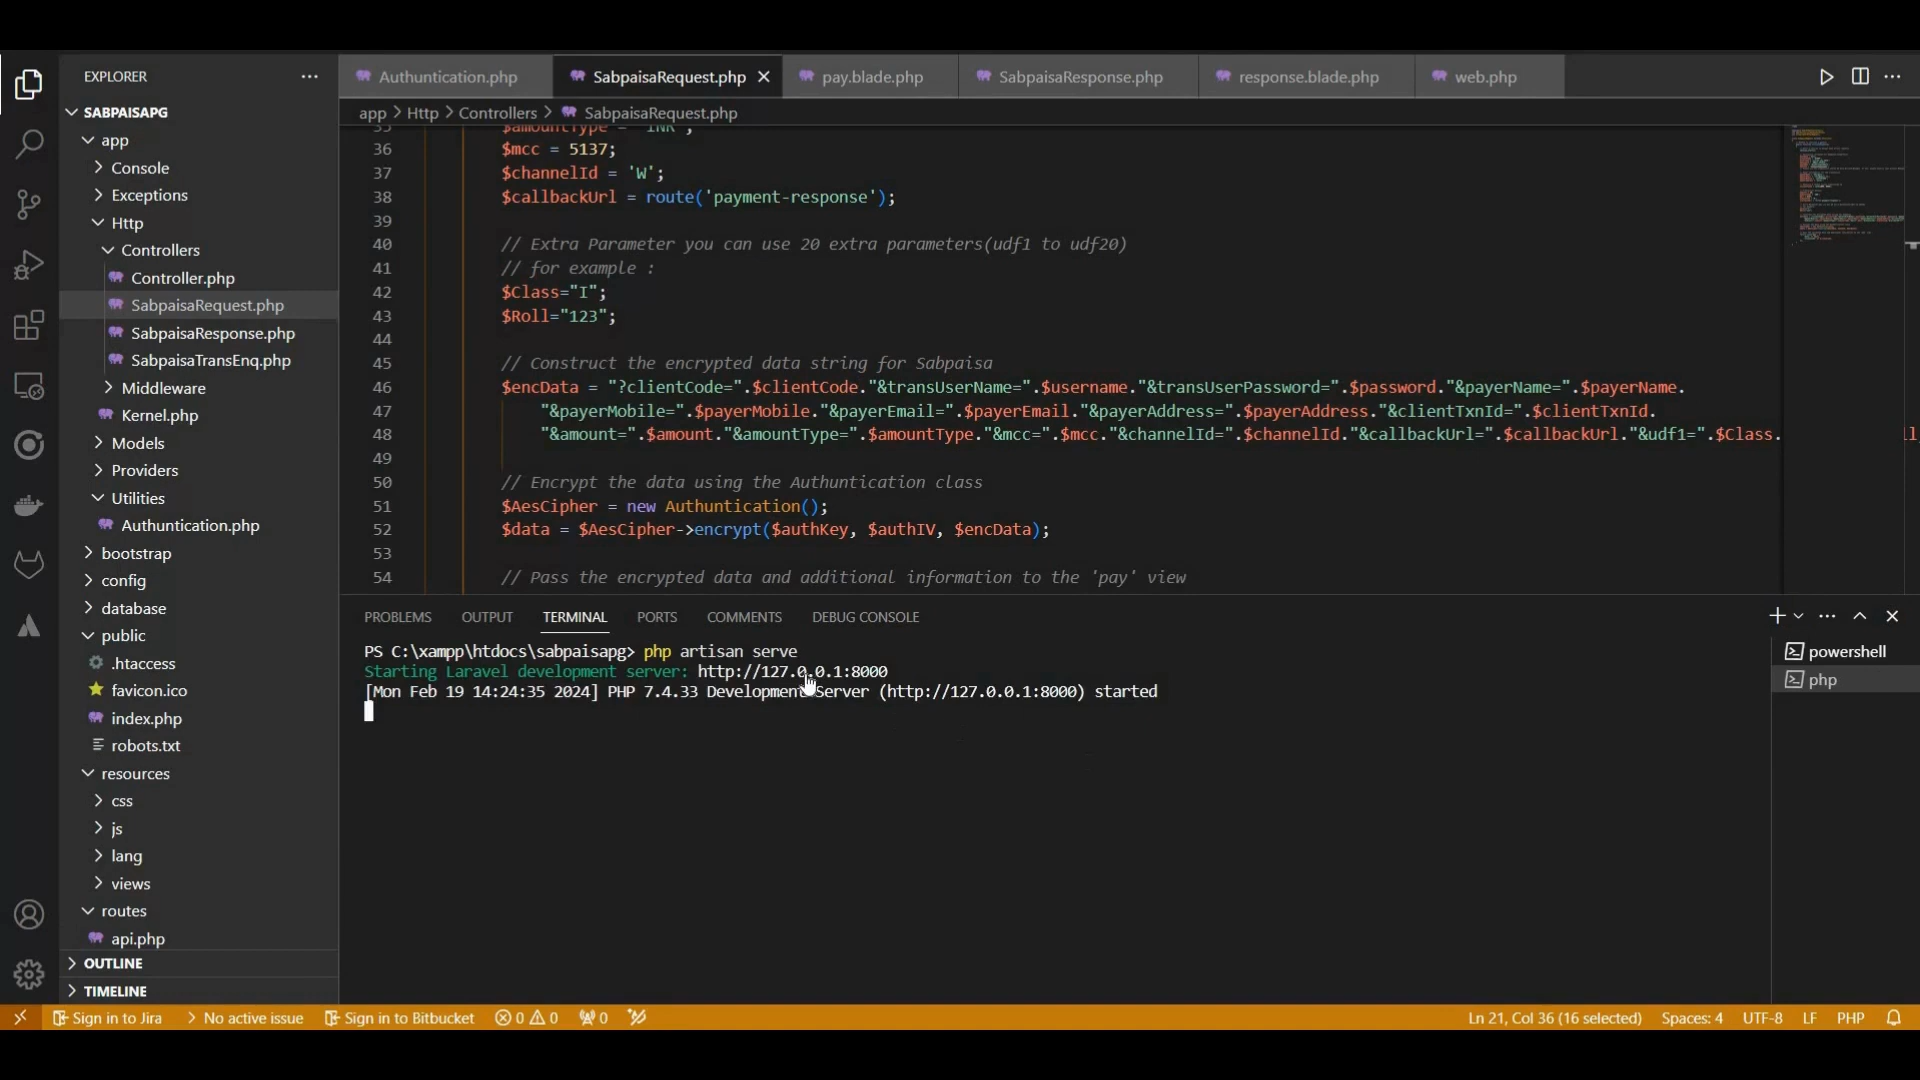 EXPLORER
SABPAISAPG
app
Console
Exceptions
Http
Controllers
Controller.php
SabpaisaRequest.php
SabpaisaResponse.php
SabpaisaTransEnq.php
Middleware
Kernel.php
Models
Providers
Utilities
Authuntication.php
bootstrap
config
database
public
.htaccess
favicon.ico
index.php
robots.txt
resources
css
js
lang
views
routes
api.php
OUTLINE
TIMELINE
Authuntication.php SabpaisaRequest.php pay.blade.php SabpaisaResponse.php response.blade.php web.php
app > Http > Controllers > SabpaisaRequest.php
35 $amountType = 'INR';
36 $mcc = 5137;
37 $channelId = 'W';
38 $callbackUrl = route('payment-response');
39
40 // Extra Parameter you can use 20 extra parameters(udf1 to udf20)
41 // for example :
42 $Class="I";
43 $Roll="123";
44
45 // Construct the encrypted data string for Sabpaisa
46 $encData = "?clientCode=".$clientCode."&transUserName=".$username."&transUserPassword=".$password."&payerName=".$payerName.
47 "&payerMobile=".$payerMobile."&payerEmail=".$payerEmail."&payerAddress=".$payerAddress."&clientTxnId=".$clientTxnId.
48 "&amount=".$amount."&amountType=".$amountType."&mcc=".$mcc."&channelId=".$channelId."&callbackUrl=".$callbackUrl."&udf1=".$Class.
49
50 // Encrypt the data using the Authuntication class
51 $AesCipher = new Authuntication();
52 $data = $AesCipher->encrypt($authKey, $authIV, $encData);
53
54 // Pass the encrypted data and additional information to the 'pay' view
PROBLEMS OUTPUT TERMINAL PORTS COMMENTS DEBUG CONSOLE
PS C:\xampp\htdocs\sabpaisapg> php artisan serve
Starting Laravel development server: http://127.0.0.1:8000
[Mon Feb 19 14:24:35 2024] PHP 7.4.33 Development Server (http://127.0.0.1:8000) started
powershell
php
Sign in to Jira No active issue Sign in to Bitbucket 0 0 0 Ln 21, Col 36 (16 selected) Spaces: 4 UTF-8 LF PHP